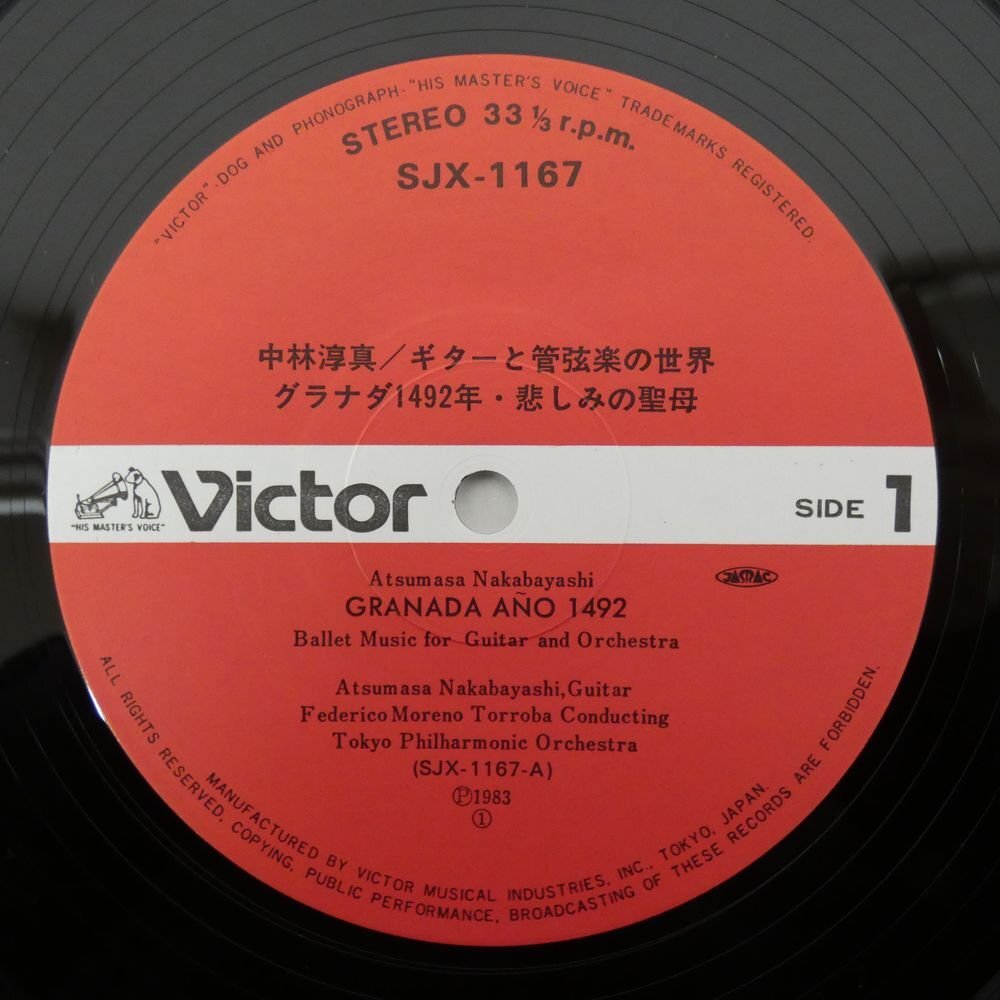 "VICTOR"·DOG AND PHONOGRAPH·"HIS MASTER'S VOICE" TRADEMARKS REGISTERED.
STEREO 33 1/3 r.p.m.
SJX-1167
中林淳真／ギターと管弦楽の世界
グラナダ1492年・悲しみの聖母
"HIS MASTER'S VOICE"
Victor
SIDE 1
Atsumasa Nakabayashi
JASRAC
GRANADA AÑO 1492
Ballet Music for Guitar and Orchestra
Atsumasa Nakabayashi,Guitar
Federico Moreno Torroba Conducting
Tokyo Philharmonic Orchestra
(SJX-1167-A)
Ⓟ1983
①
MANUFACTURED BY VICTOR MUSICAL INDUSTRIES, INC., TOKYO, JAPAN.
ALL RIGHTS RESERVED, COPYING, PUBLIC PERFORMANCE, BROADCASTING OF THESE RECORDS ARE FORBIDDEN.